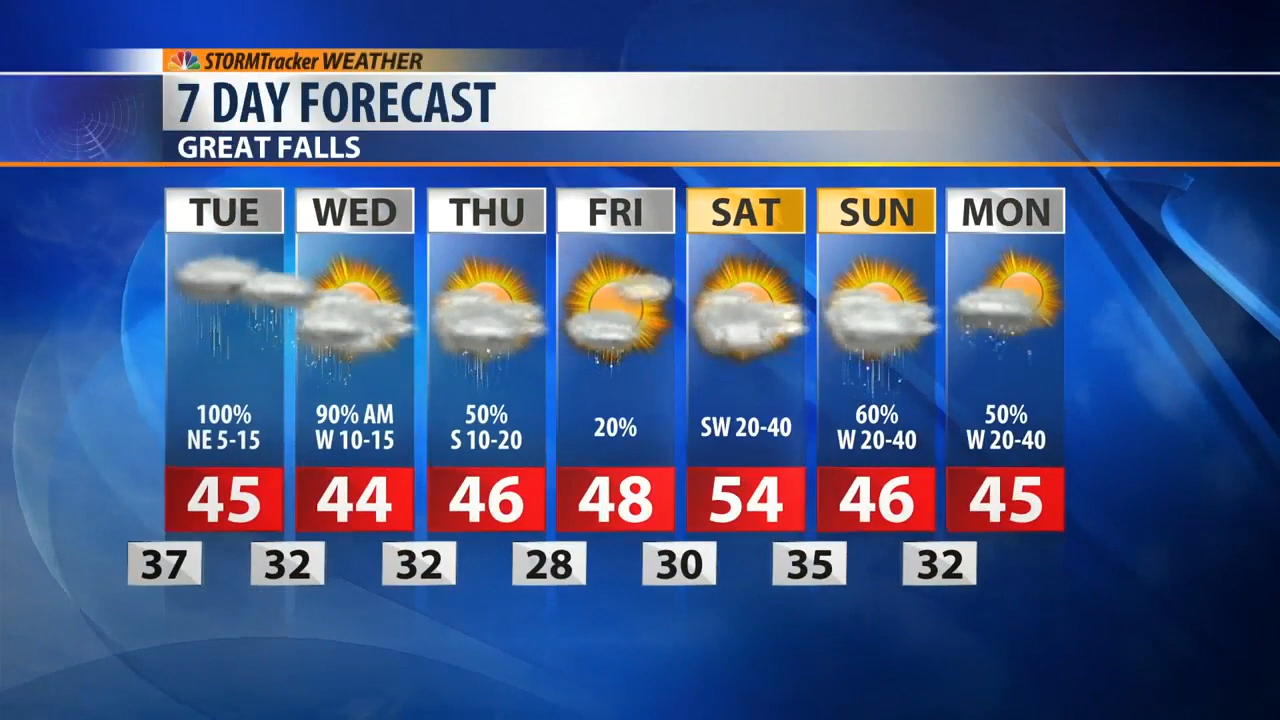 STORMTracker WEATHER
7 DAY FORECAST
GREAT FALLS
TUE WED THU FRI SAT SUN MON
100% 90% AM 50% 20% SW 20-40 60% 50%
NE 5-15 W 10-15 S 10-20 W 20-40 W 20-40
45 44 46 48 54 46 45
37 32 32 28 30 35 32